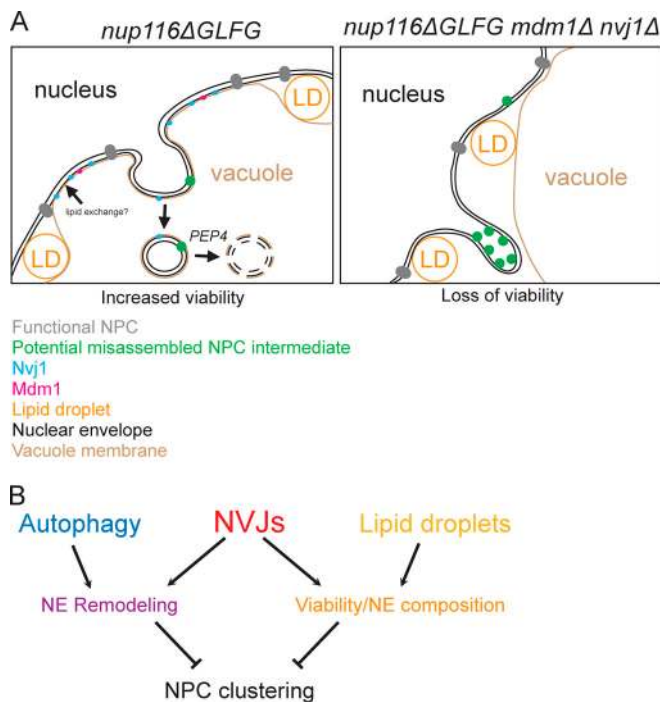 A
nup116ΔGLFG
nup116ΔGLFG mdm1Δ nvj1Δ
nucleus
LD
vacuole
lipid exchange?
LD
PEP4
Increased viability
nucleus
LD
vacuole
LD
Loss of viability
Functional NPC
Potential misassembled NPC intermediate
Nvj1
Mdm1
Lipid droplet
Nuclear envelope
Vacuole membrane
B
Autophagy
NVJs
Lipid droplets
NE Remodeling
Viability/NE composition
NPC clustering